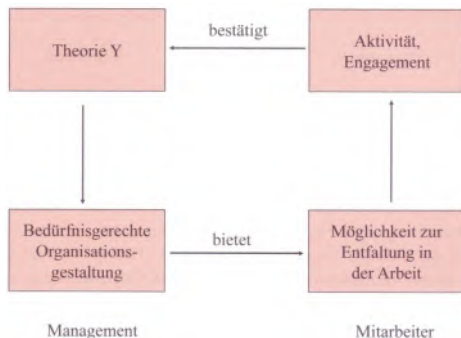 bestätigt
Theorie Y
Aktivität,
Engagement
Bedürfnisgerechte
Organisations-
gestaltung
bietet
Möglichkeit zur
Entfaltung in
der Arbeit
Management
Mitarbeiter